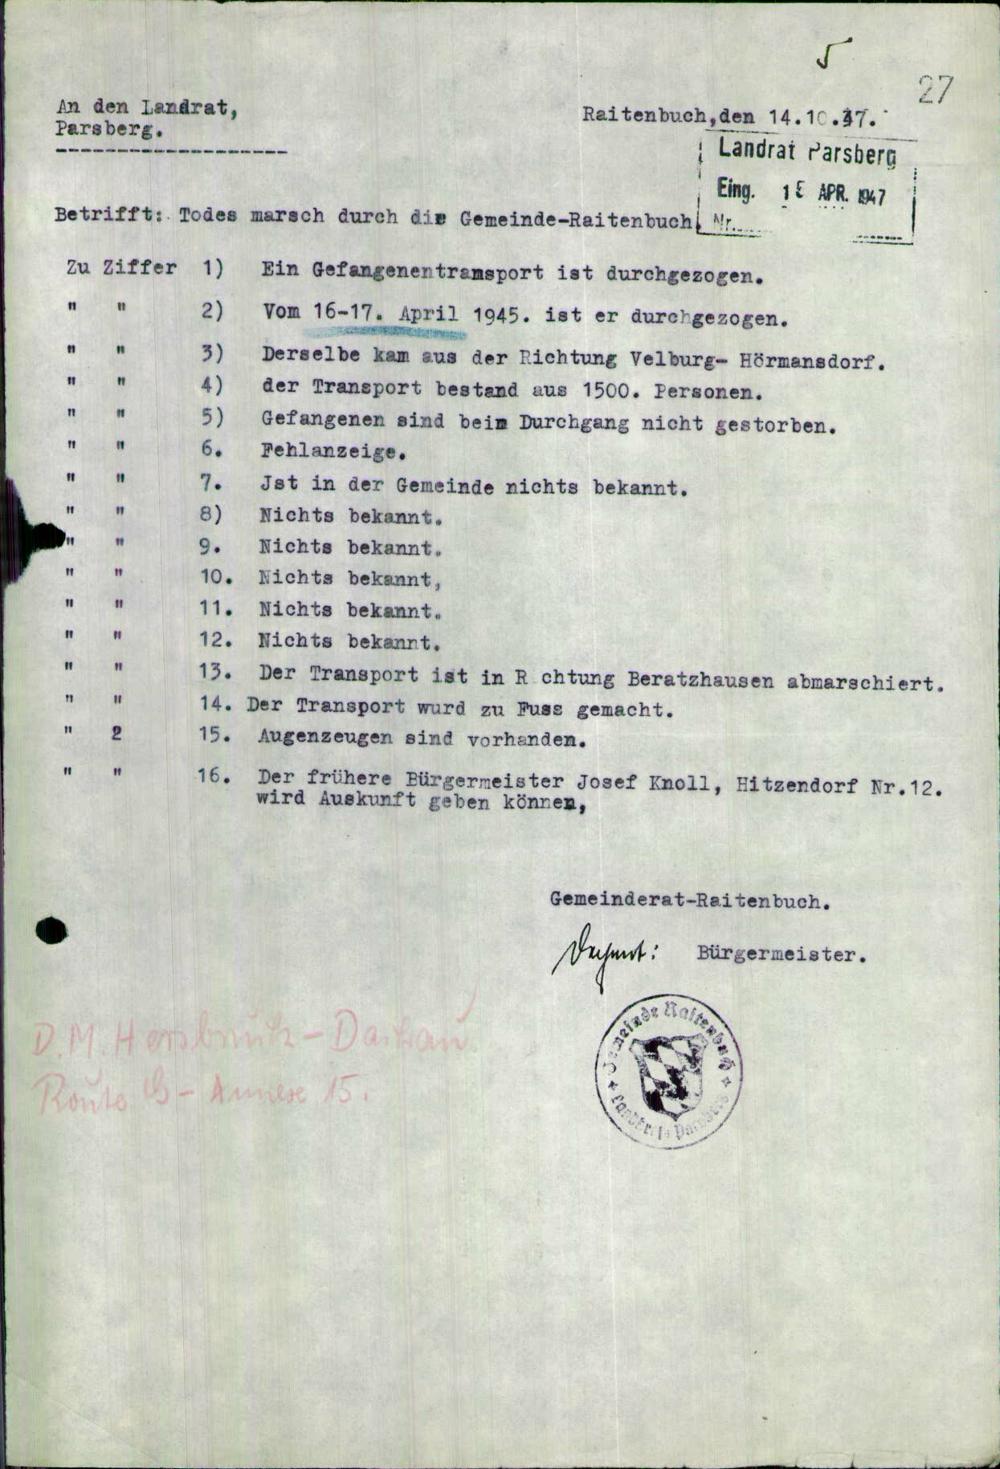 5
27
An den Landrat,
Parsberg.
Raitenbuch,den 14.10.47.
Landrat Parsberg
Eing. 15 APR. 1947
Nr.
Betrifft: Todes marsch durch die Gemeinde-Raitenbuch.
Zu Ziffer 1) Ein Gefangenentransport ist durchgezogen.
" " 2) Vom 16-17. April 1945. ist er durchgezogen.
" " 3) Derselbe kam aus der Richtung Velburg- Hörmansdorf.
" " 4) der Transport bestand aus 1500. Personen.
" " 5) Gefangenen sind beim Durchgang nicht gestorben.
" " 6. Fehlanzeige.
" " 7. Jst in der Gemeinde nichts bekannt.
" " 8) Nichts bekannt.
" " 9. Nichts bekannt.
" " 10. Nichts bekannt,
" " 11. Nichts bekannt.
" " 12. Nichts bekannt.
" " 13. Der Transport ist in R chtung Beratzhausen abmarschiert.
" " 14. Der Transport wurd zu Fuss gemacht.
" 2 15. Augenzeugen sind vorhanden.
" " 16. Der frühere Bürgermeister Josef Knoll, Hitzendorf Nr.12.
wird Auskunft geben können,
Gemeinderat-Raitenbuch.
Bürgermeister.
D.M. Hersbruck - Dachau
Route G - Annexe 15.
Gemeinde Raitenbuch
Landkreis Parsberg